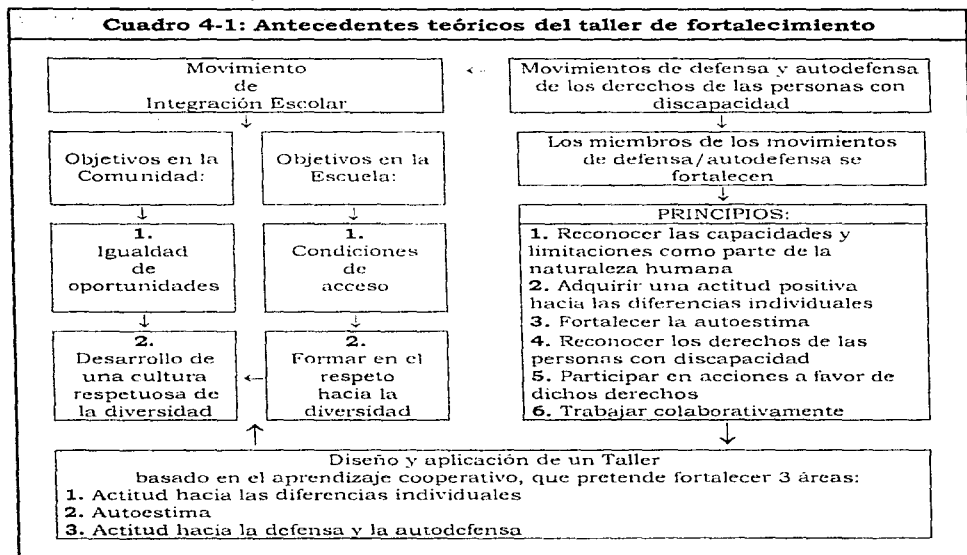 Cuadro 4-1: Antecedentes teóricos del taller de fortalecimiento
Movimiento
de
Integración Escolar
Movimientos de defensa y autodefensa
de los derechos de las personas con
discapacidad
Objetivos en la
Comunidad:
Objetivos en la
Escuela:
Los miembros de los movimientos
de defensa/autodefensa se
fortalecen
1.
Igualdad
de
oportunidades
1.
Condiciones
de
acceso
2.
Desarrollo de
una cultura
respetuosa de
la diversidad
2.
Formar en el
respeto
hacia la
diversidad
PRINCIPIOS:
1. Reconocer las capacidades y
limitaciones como parte de la
naturaleza humana
2. Adquirir una actitud positiva
hacia las diferencias individuales
3. Fortalecer la autoestima
4. Reconocer los derechos de las
personas con discapacidad
5. Participar en acciones a favor de
dichos derechos
6. Trabajar colaborativamente
Diseño y aplicación de un Taller
basado en el aprendizaje cooperativo, que pretende fortalecer 3 áreas:
1. Actitud hacia las diferencias individuales
2. Autoestima
3. Actitud hacia la defensa y la autodefensa